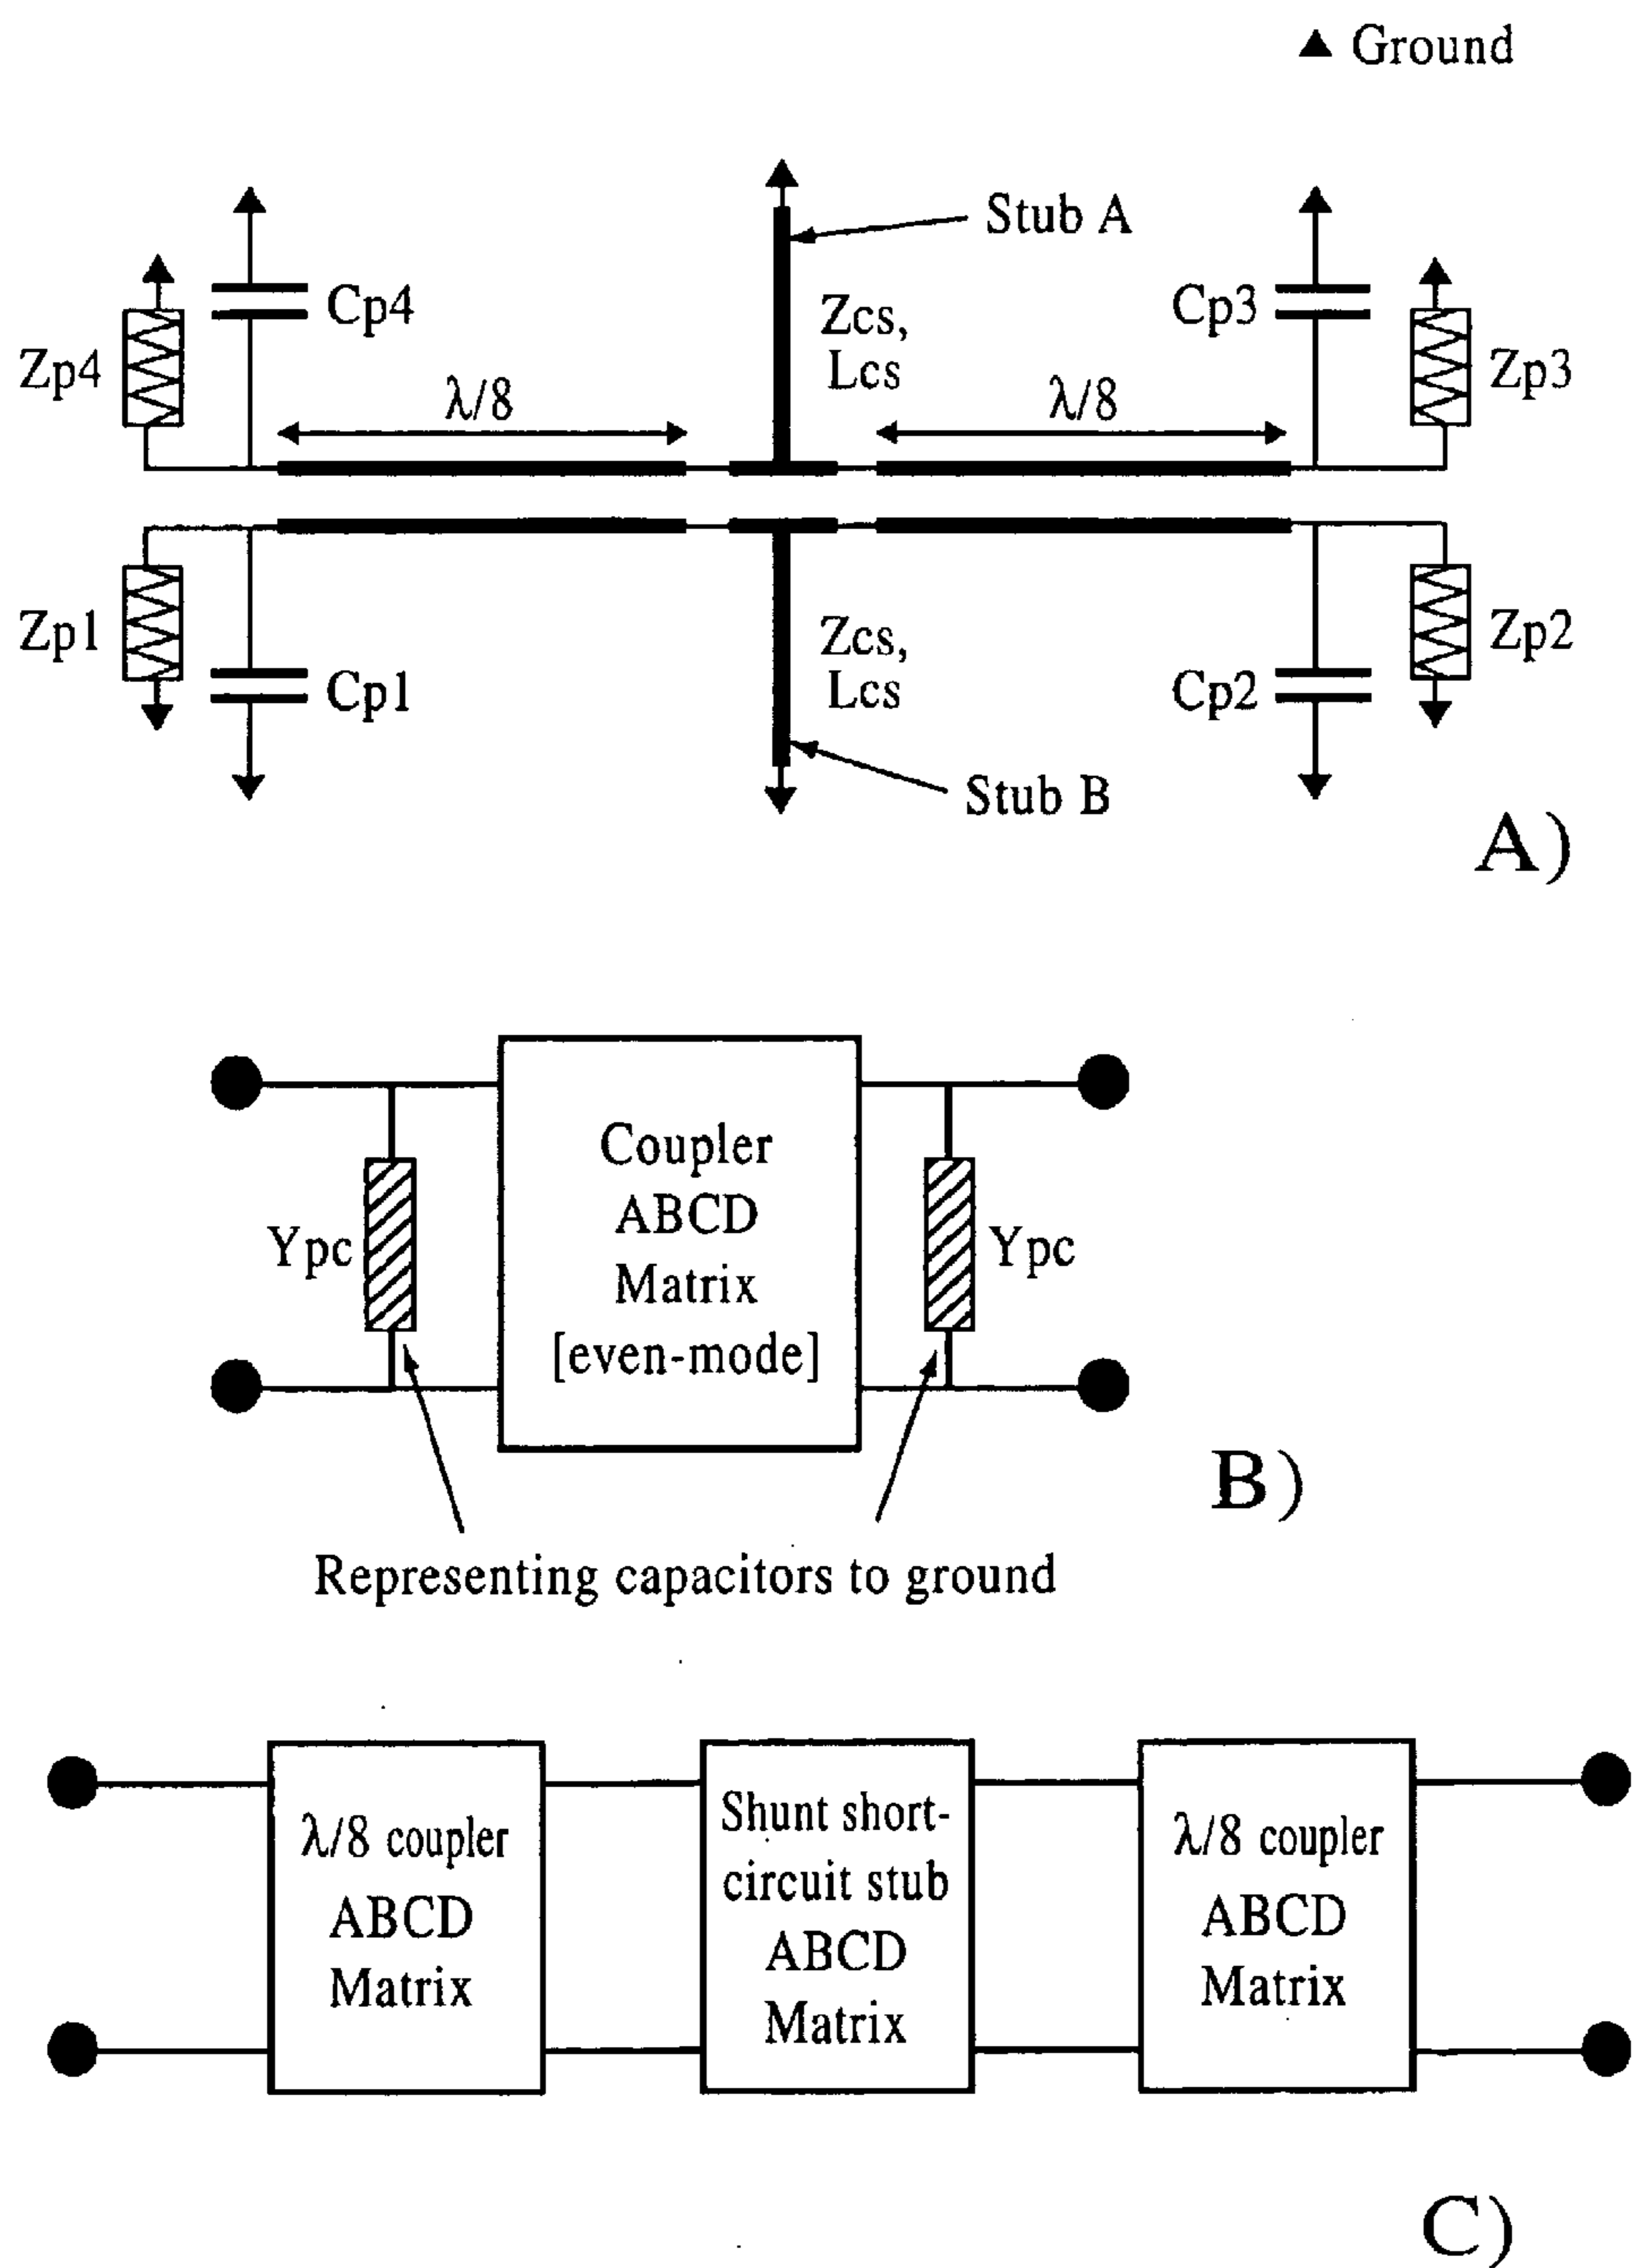 ▲ Ground
Stub A
Cp4
Cp3
Zcs,
Lcs
Zp4
Zp3
λ/8
λ/8
Zp1
Zp2
Zcs,
Lcs
Cp1
Cp2
Stub B
A)
Coupler
ABCD
Matrix
[even-mode]
Ypc
Ypc
B)
Representing capacitors to ground
λ/8 coupler
ABCD
Matrix
Shunt short-
circuit stub
ABCD
Matrix
λ/8 coupler
ABCD
Matrix
C)